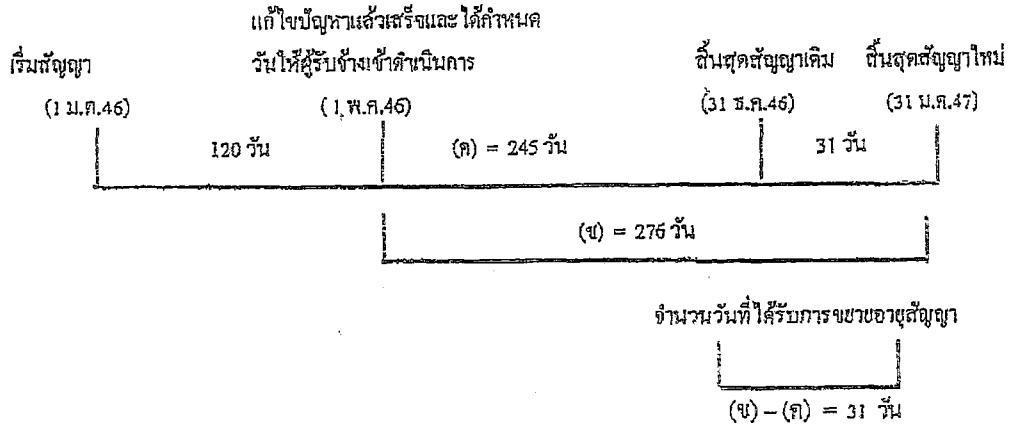 แก้ไขปัญหาแล้วเสร็จและได้กำหนด
เริ่มสัญญา วันให้ผู้รับจ้างเข้าดำเนินการ สิ้นสุดสัญญาเดิม สิ้นสุดสัญญาใหม่
(1 ม.ค.46) (1 พ.ค.46) (31 ธ.ค.46) (31 ม.ค.47)
120 วัน (ค) = 245 วัน 31 วัน
(ข) = 276 วัน
จำนวนวันที่ได้รับการขยายอายุสัญญา
(ข) – (ค) = 31 วัน